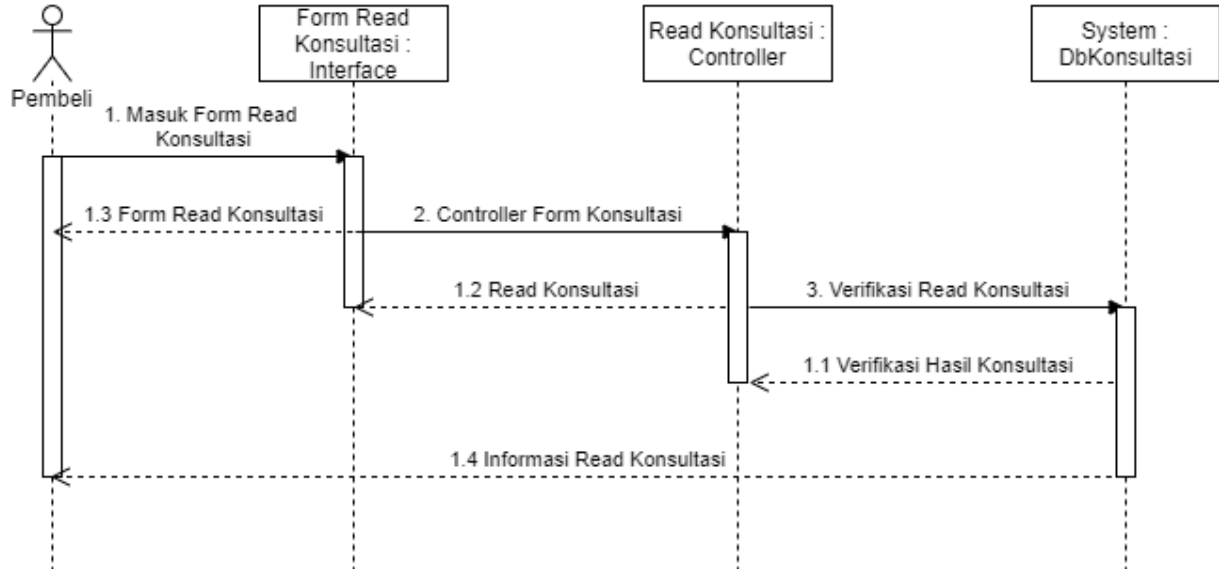 Form Read
Konsultasi :
Interface
Read Konsultasi :
Controller
System :
DbKonsultasi
Pembeli
1. Masuk Form Read
Konsultasi
1.3 Form Read Konsultasi
2. Controller Form Konsultasi
1.2 Read Konsultasi
3. Verifikasi Read Konsultasi
1.1 Verifikasi Hasil Konsultasi
1.4 Informasi Read Konsultasi